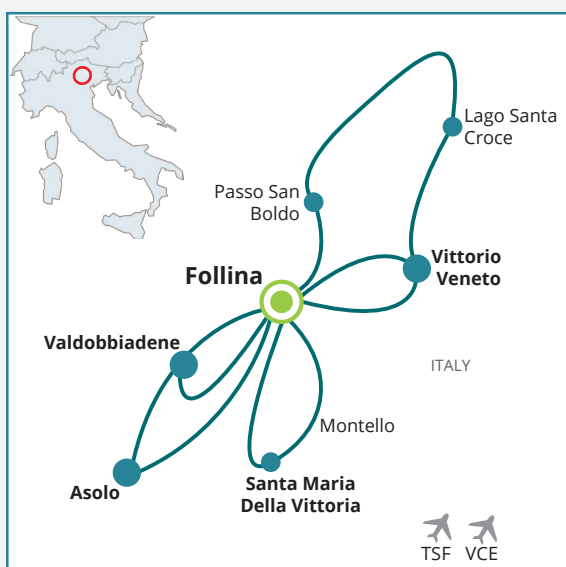 Lago Santa
Croce
Passo San
Boldo
Vittorio
Veneto
Follina
Valdobbiadene
ITALY
Montello
Asolo
Santa Maria
Della Vittoria
TSF VCE